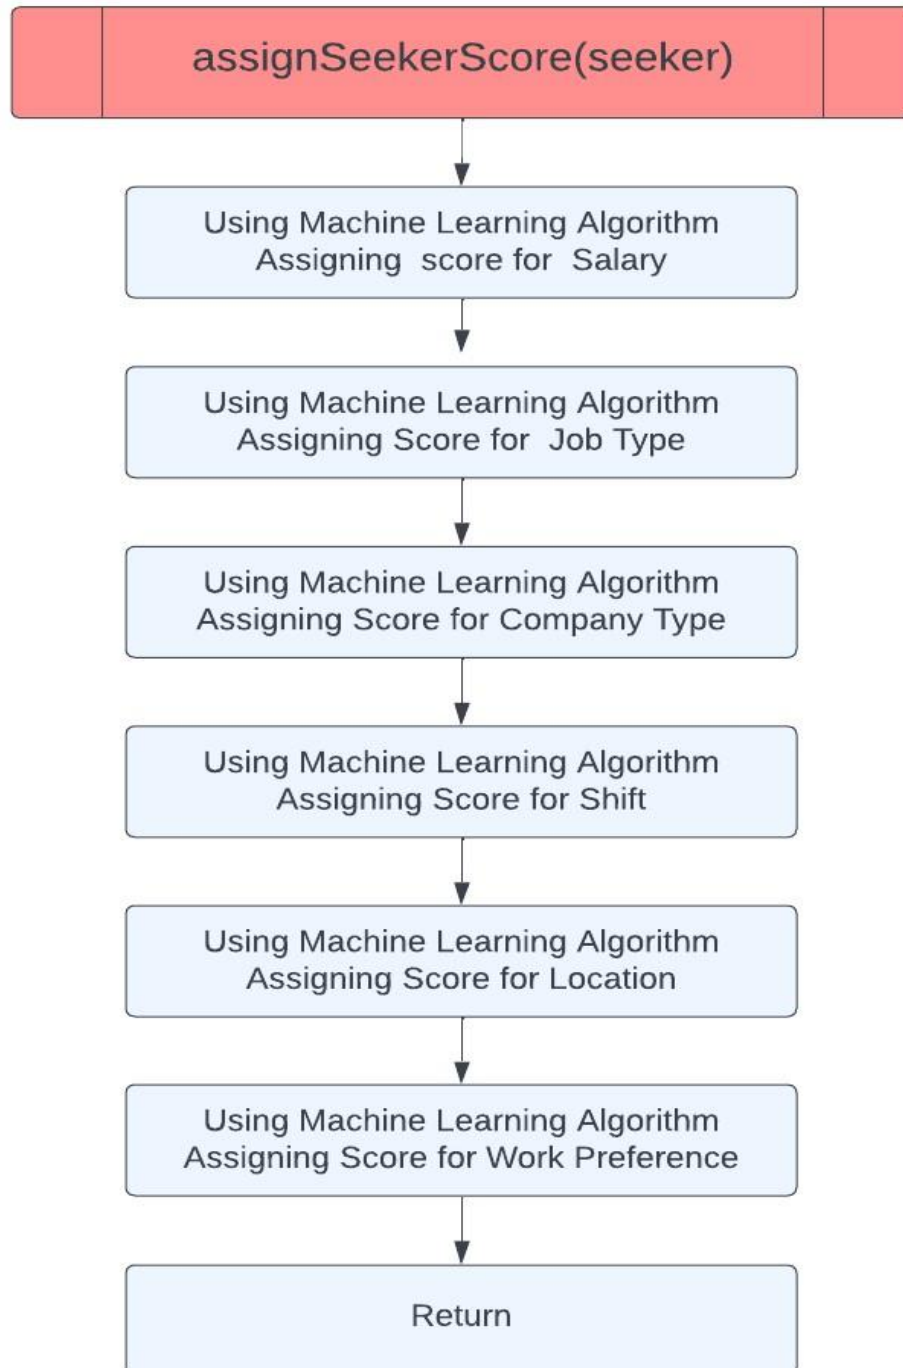 assignSeekerScore(seeker)
Using Machine Learning Algorithm
Assigning  score for  Salary
Using Machine Learning Algorithm
Assigning Score for  Job Type
Using Machine Learning Algorithm
Assigning Score for Company Type
Using Machine Learning Algorithm
Assigning Score for Shift
Using Machine Learning Algorithm
Assigning Score for Location
Using Machine Learning Algorithm
Assigning Score for Work Preference
Return